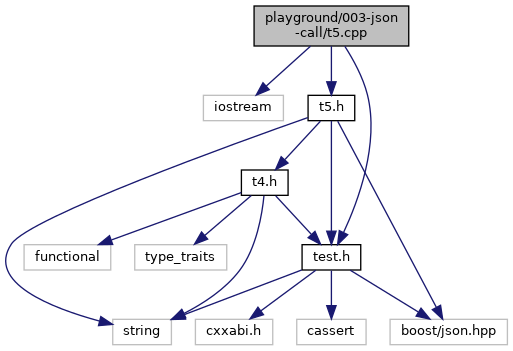 playground/003-json
-call/t5.cpp
iostream
t5.h
t4.h
functional
type_traits
test.h
string
cxxabi.h
cassert
boost/json.hpp